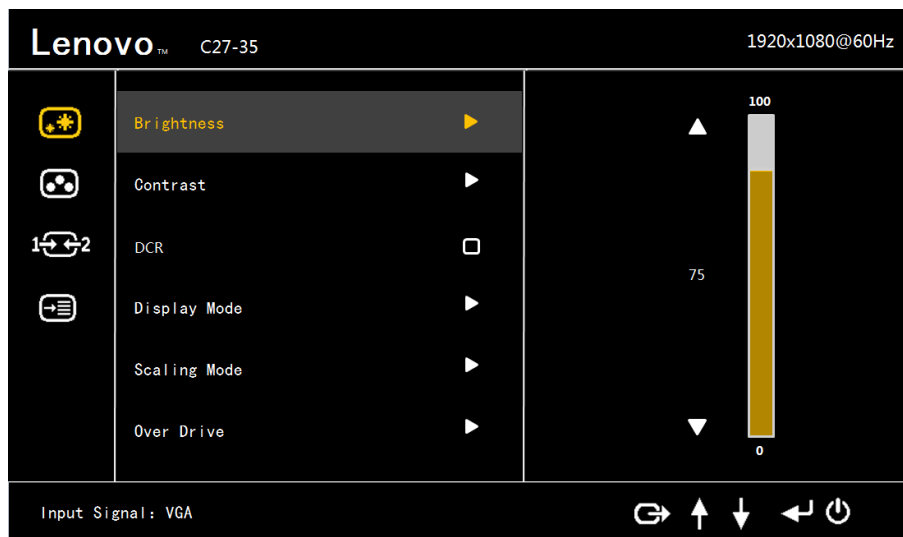 Lenovo™ C27-35 1920x1080@60Hz
100
Brightness
Contrast
1 2 DCR
75
Display Mode
Scaling Mode
Over Drive
0
Input Signal: VGA